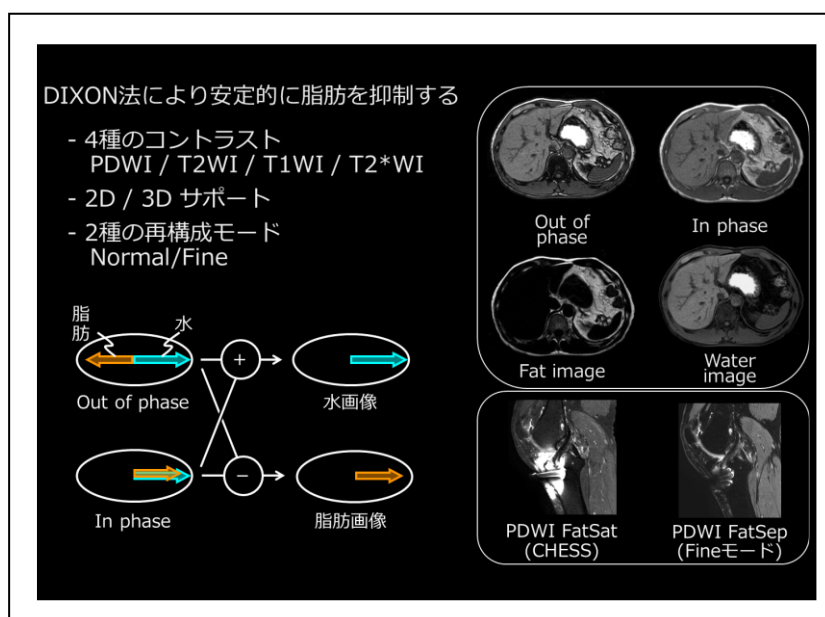 DIXON法により安定的に脂肪を抑制する
- 4種のコントラスト
PDWI / T2WI / T1WI / T2*WI
- 2D / 3D サポート
- 2種の再構成モード
Normal/Fine
脂
肪
水
+
Out of phase
水画像
−
In phase
脂肪画像
Out of
phase
In phase
Fat image
Water
image
PDWI FatSat
(CHESS)
PDWI FatSep
(Fineモード)